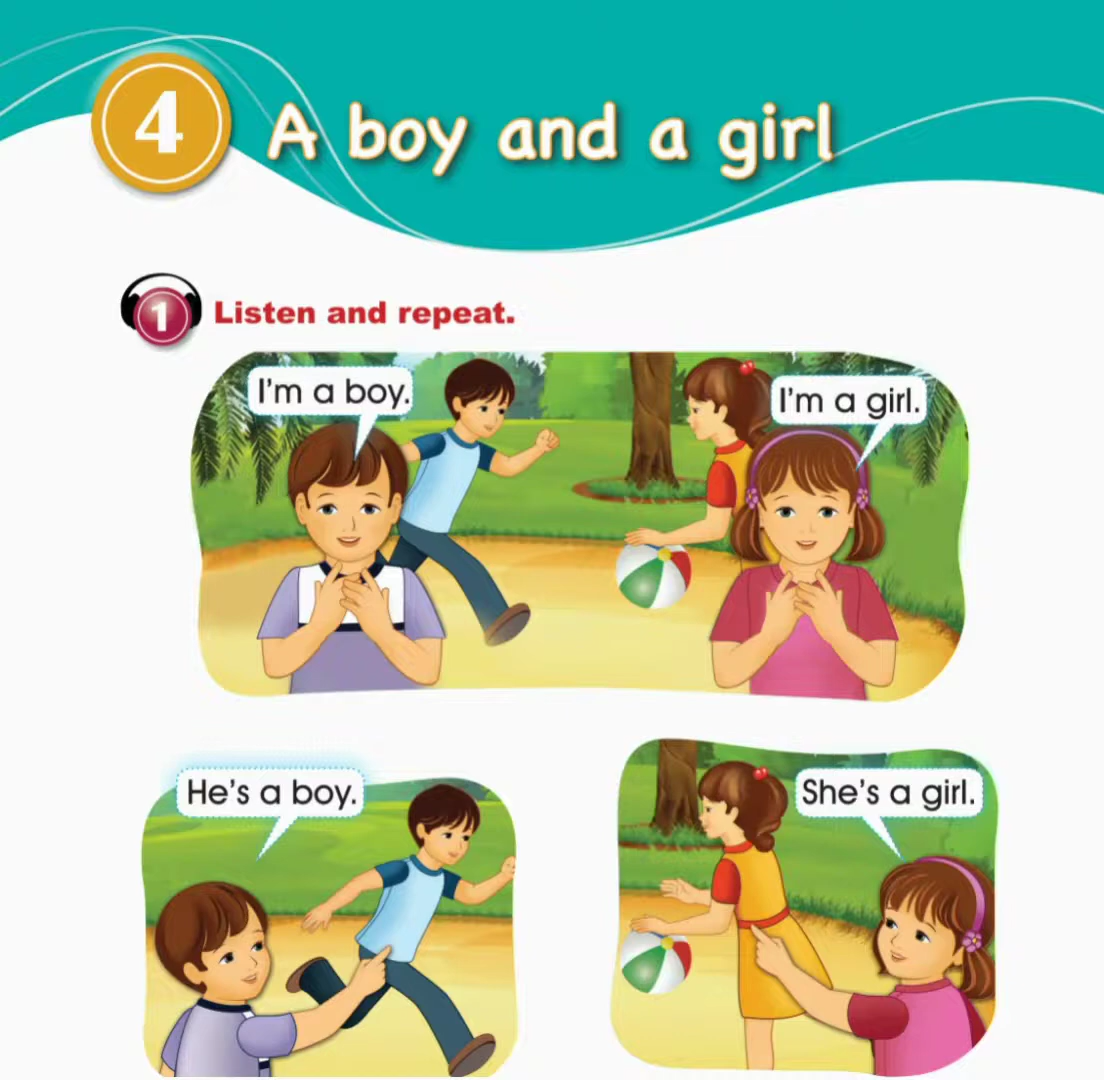 4 A boy and a girl
1 Listen and repeat.
I'm a boy.
I'm a girl.
He's a boy.
She's a girl.